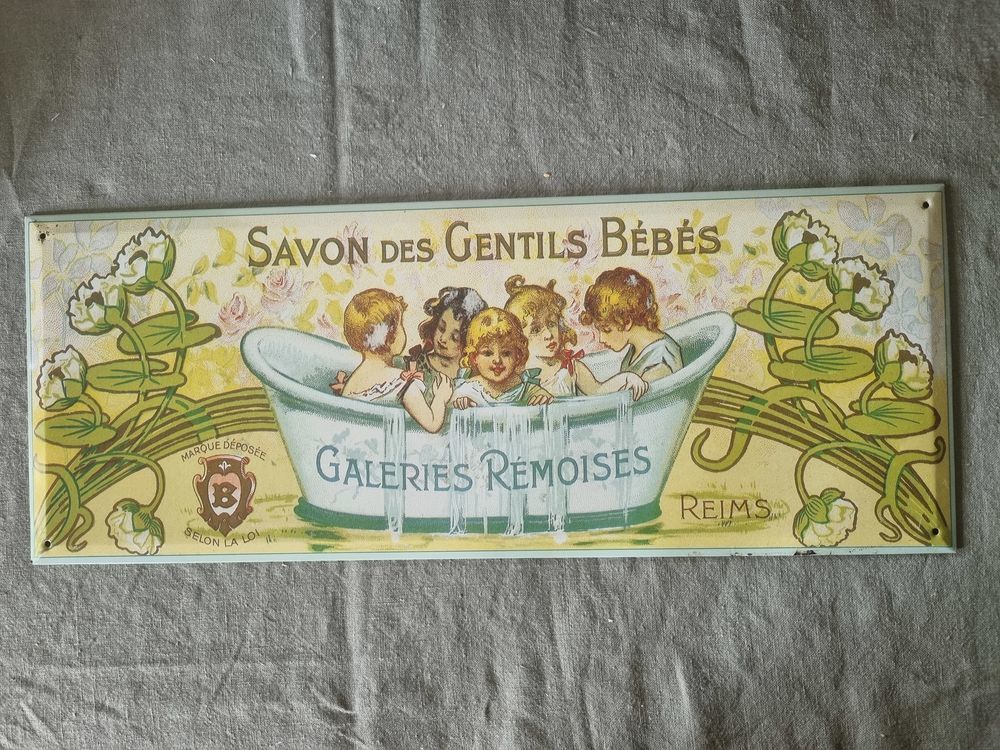 SAVON DES GENTILS BÉBÉS
GALERIES RÉMOISES
MARQUE DÉPOSÉE
B
SELON LA LOI
REIMS